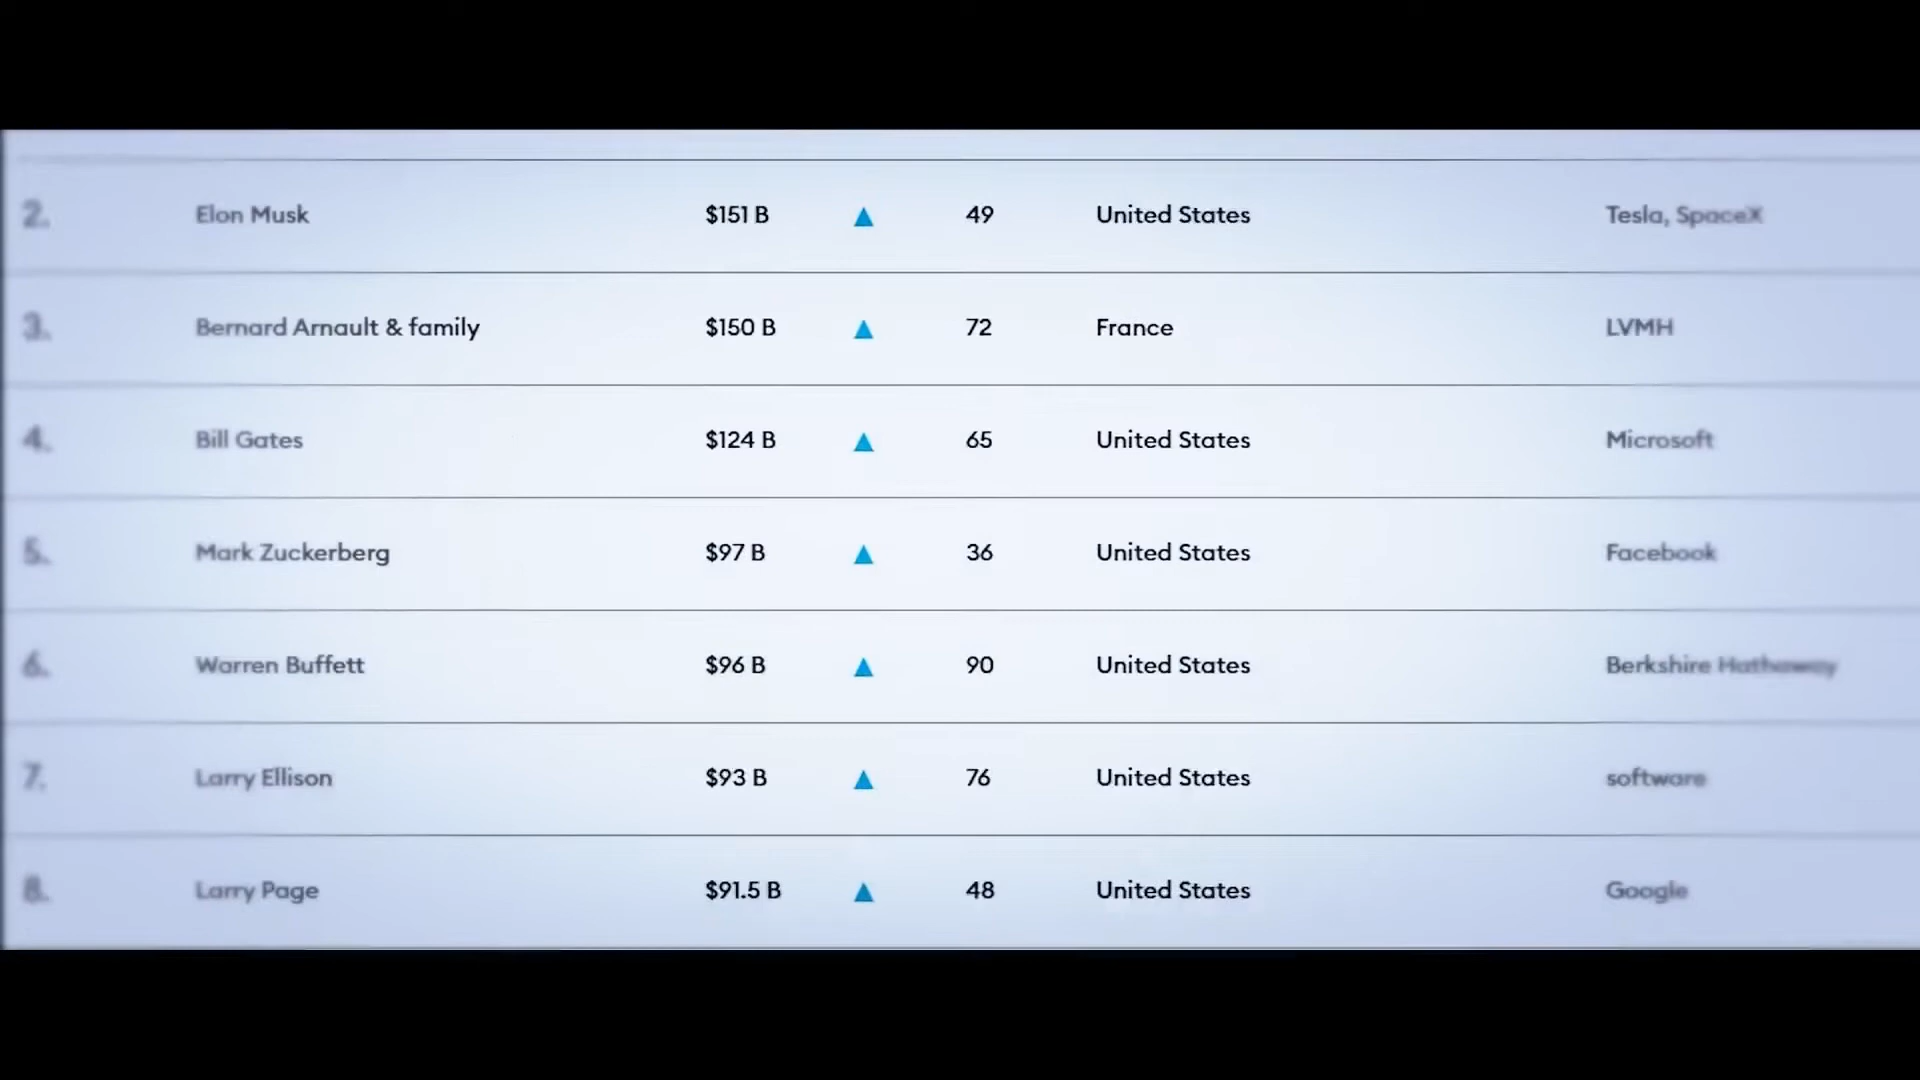 2. Elon Musk $151 B ▲ 49 United States Tesla, SpaceX
3. Bernard Arnault & family $150 B ▲ 72 France LVMH
4. Bill Gates $124 B ▲ 65 United States Microsoft
5. Mark Zuckerberg $97 B ▲ 36 United States Facebook
6. Warren Buffett $96 B ▲ 90 United States Berkshire Hathaway
7. Larry Ellison $93 B ▲ 76 United States software
8. Larry Page $91.5 B ▲ 48 United States Google